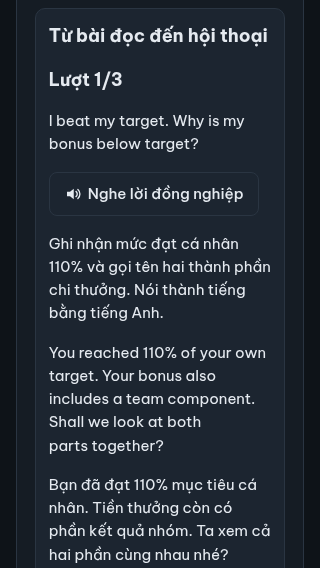 Từ bài đọc đến hội thoại
Lượt 1/3
I beat my target. Why is my
bonus below target?
Nghe lời đồng nghiệp
Ghi nhận mức đạt cá nhân
110% và gọi tên hai thành phần
chi thưởng. Nói thành tiếng
bằng tiếng Anh.
You reached 110% of your own
target. Your bonus also
includes a team component.
Shall we look at both
parts together?
Bạn đã đạt 110% mục tiêu cá
nhân. Tiền thưởng còn có
phần kết quả nhóm. Ta xem cả
hai phần cùng nhau nhé?